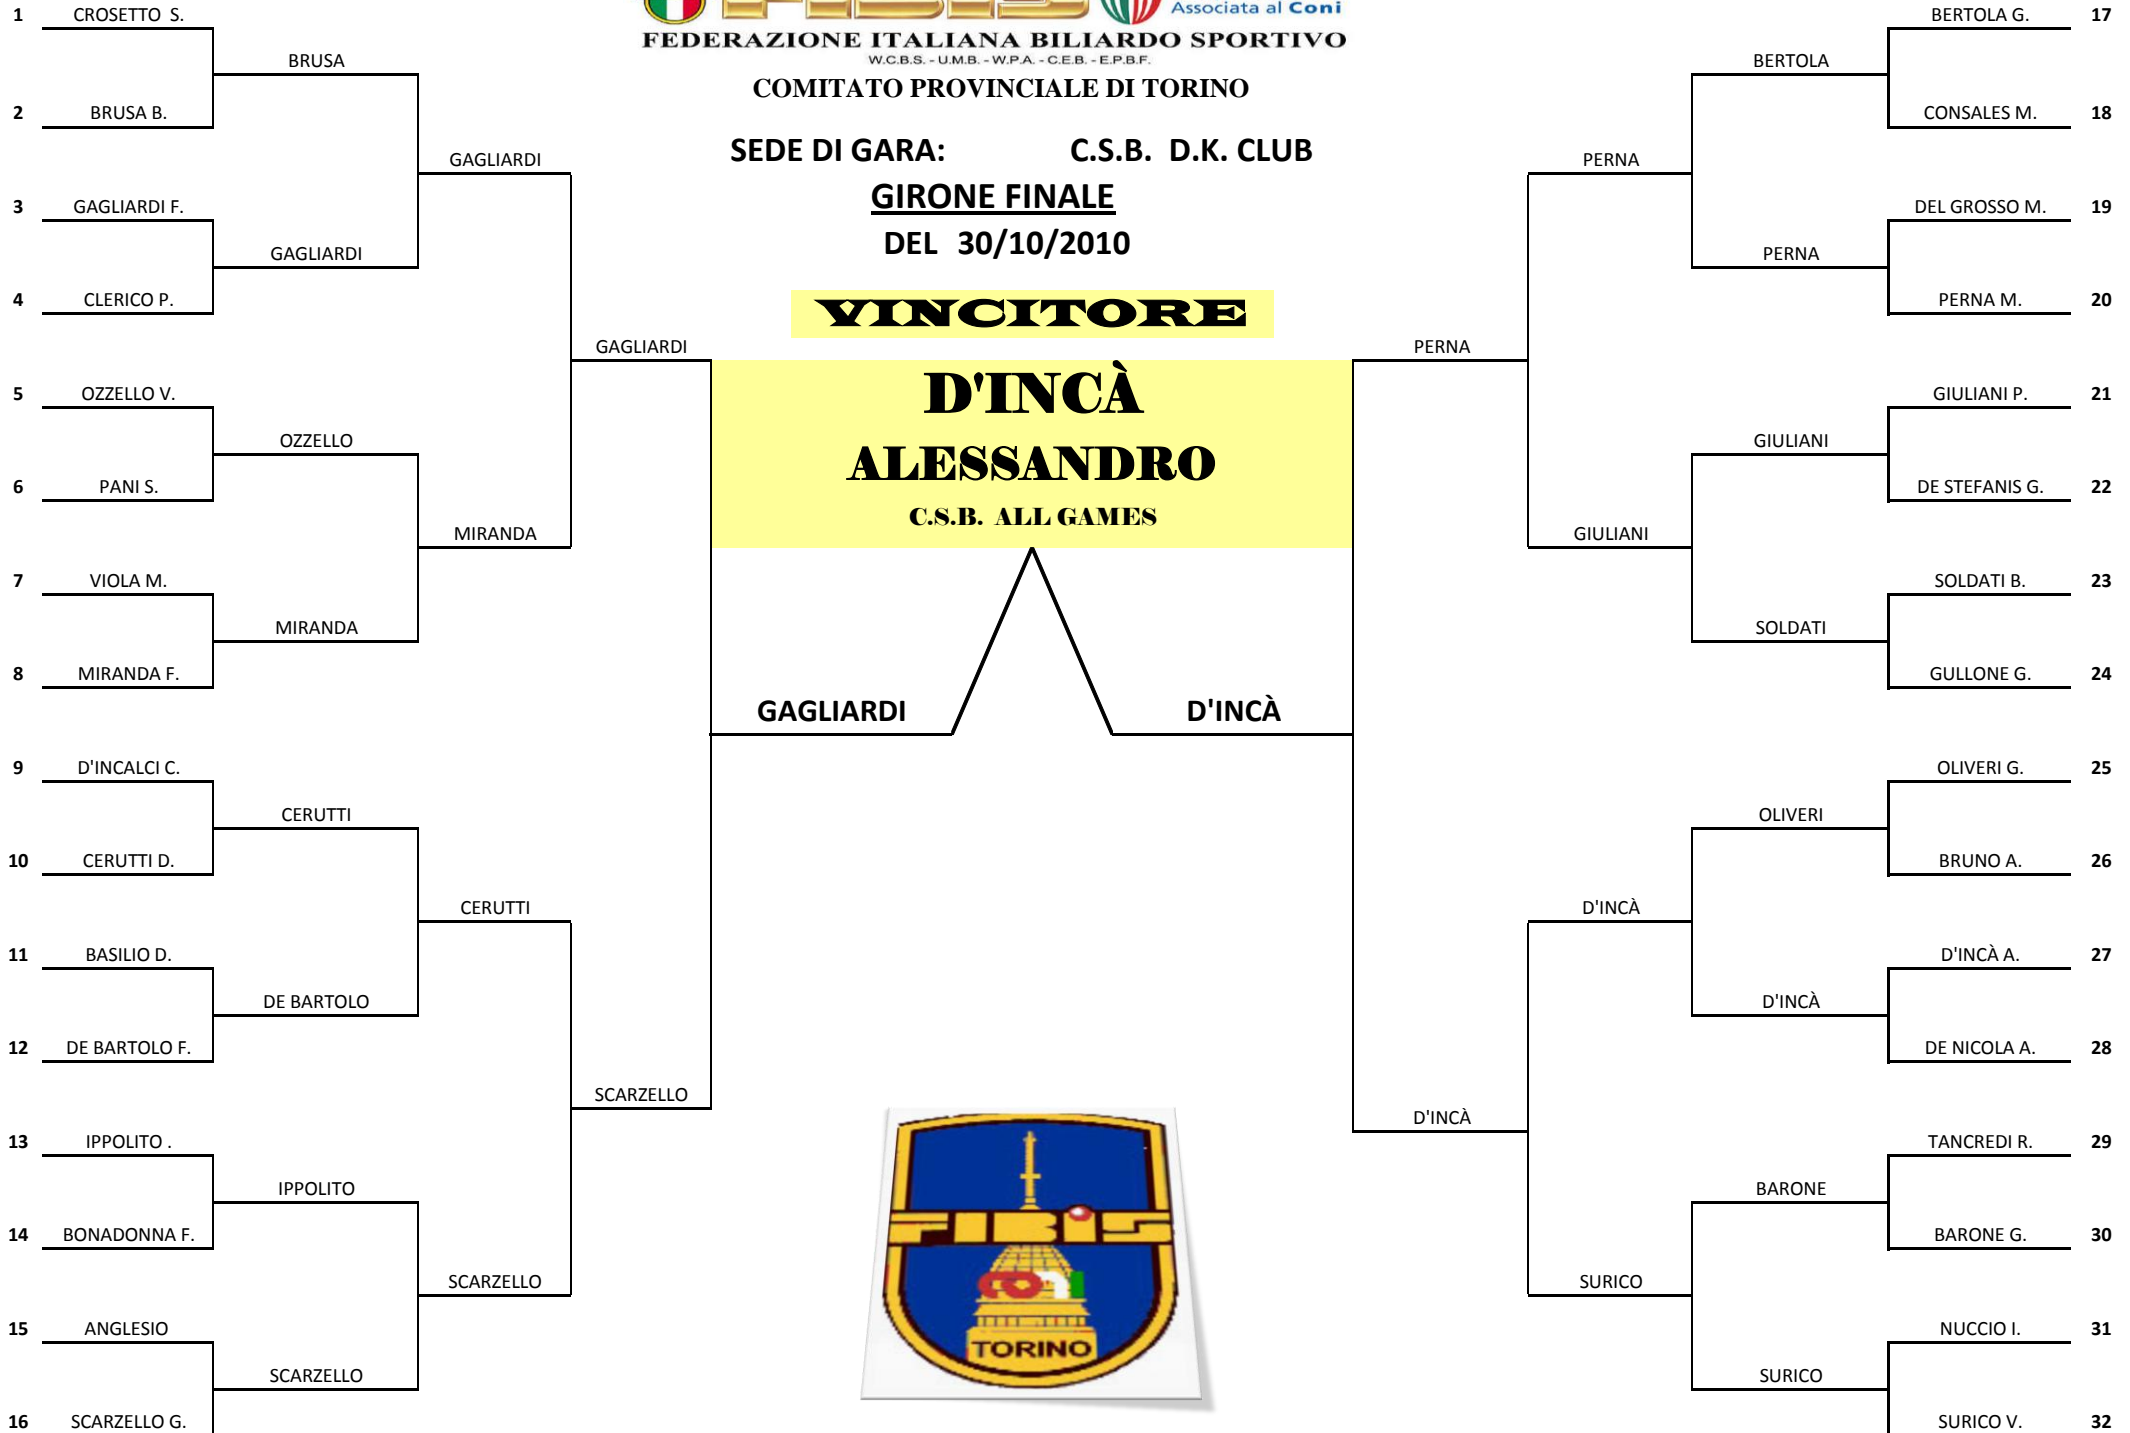 FIBIS
Associata al Coni
FEDERAZIONE ITALIANA BILIARDO SPORTIVO
W.C.B.S. - U.M.B. - W.P.A. - C.E.B. - E.P.B.F.
COMITATO PROVINCIALE DI TORINO
SEDE DI GARA: C.S.B. D.K. CLUB
GIRONE FINALE
DEL 30/10/2010
VINCITORE
D'INCÀ
ALESSANDRO
C.S.B. ALL GAMES
GAGLIARDI
D'INCÀ
1 CROSETTO S.
2 BRUSA B.
3 GAGLIARDI F.
4 CLERICO P.
5 OZZELLO V.
6 PANI S.
7 VIOLA M.
8 MIRANDA F.
9 D'INCALCI C.
10 CERUTTI D.
11 BASILIO D.
12 DE BARTOLO F.
13 IPPOLITO .
14 BONADONNA F.
15 ANGLESIO
16 SCARZELLO G.
BRUSA
GAGLIARDI
OZZELLO
MIRANDA
CERUTTI
DE BARTOLO
IPPOLITO
SCARZELLO
GAGLIARDI
MIRANDA
CERUTTI
SCARZELLO
GAGLIARDI
SCARZELLO
PERNA
D'INCÀ
PERNA
GIULIANI
D'INCÀ
SURICO
BERTOLA
PERNA
GIULIANI
SOLDATI
OLIVERI
D'INCÀ
BARONE
SURICO
BERTOLA G. 17
CONSALES M. 18
DEL GROSSO M. 19
PERNA M. 20
GIULIANI P. 21
DE STEFANIS G. 22
SOLDATI B. 23
GULLONE G. 24
OLIVERI G. 25
BRUNO A. 26
D'INCÀ A. 27
DE NICOLA A. 28
TANCREDI R. 29
BARONE G. 30
NUCCIO I. 31
SURICO V. 32
FIBIS
CONI
TORINO